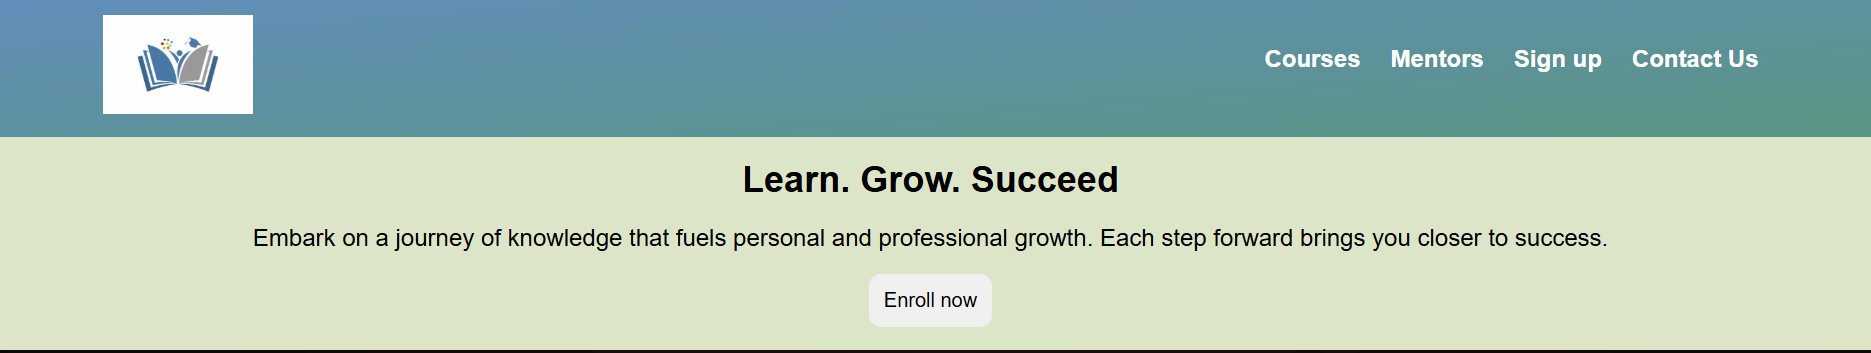 Courses Mentors Sign up Contact Us
Learn. Grow. Succeed
Embark on a journey of knowledge that fuels personal and professional growth. Each step forward brings you closer to success.
Enroll now